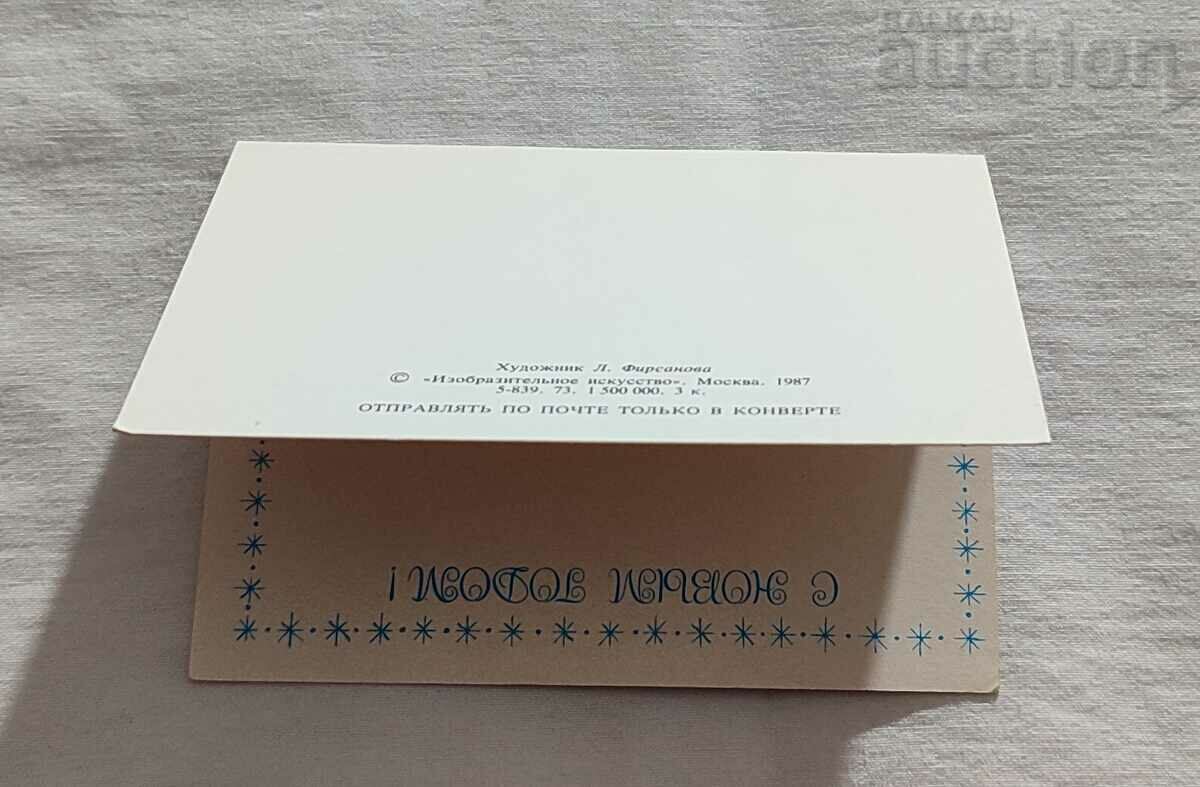 BALKAN
auction
Художник Л. Фирсанова
© «Изобразительное искусство». Москва. 1987
5-839. 73. 1 500 000. 3 к.
ОТПРАВЛЯТЬ ПО ПОЧТЕ ТОЛЬКО В КОНВЕРТЕ
С НОВЫМ ГОДОМ!